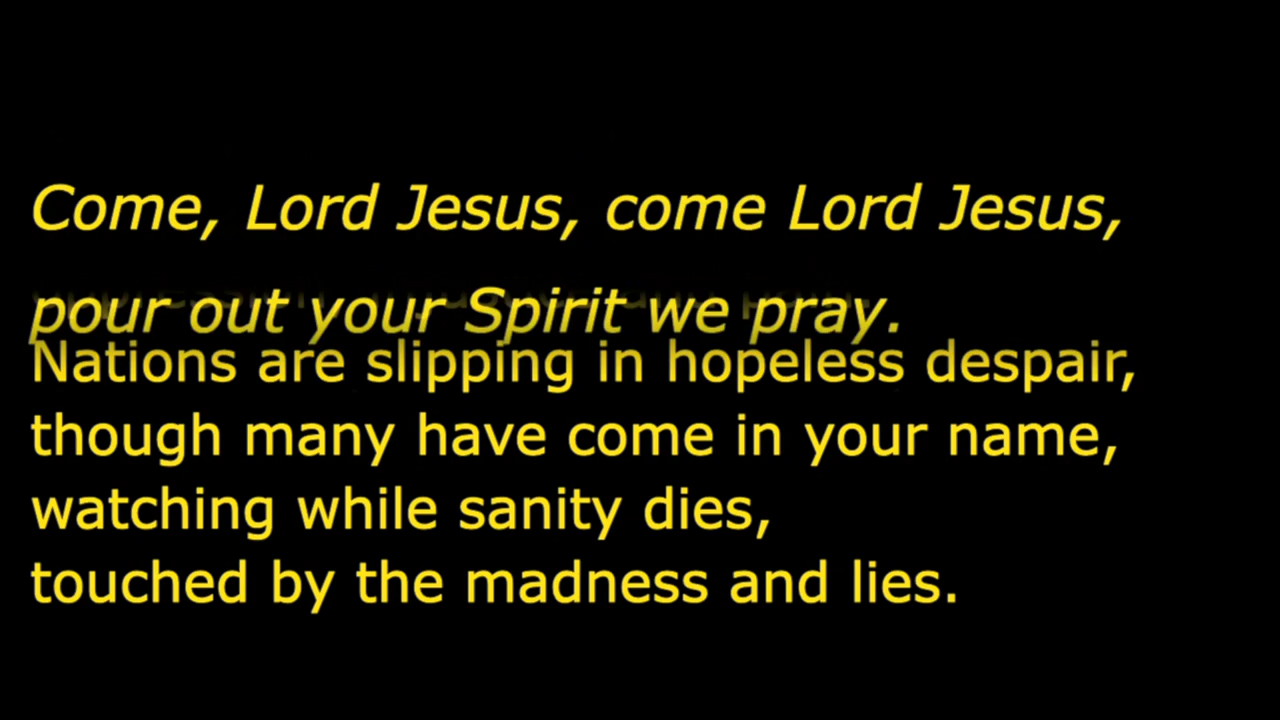 Come, Lord Jesus, come Lord Jesus,
pour out your Spirit we pray.
Nations are slipping in hopeless despair,
though many have come in your name,
watching while sanity dies,
touched by the madness and lies.